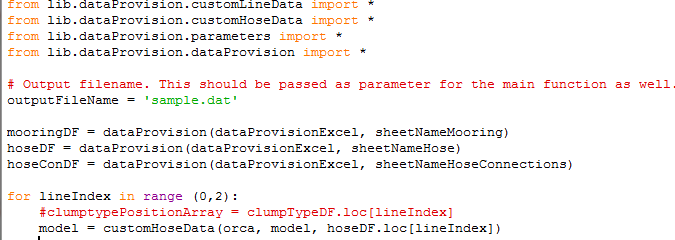 from lib.dataProvision.customLineData import *
from lib.dataProvision.customHoseData import *
from lib.dataProvision.parameters import *
from lib.dataProvision.dataProvision import *
# Output filename. This should be passed as parameter for the main function as well.
outputFileName = 'sample.dat'
mooringDF = dataProvision(dataProvisionExcel, sheetNameMooring)
hoseDF = dataProvision(dataProvisionExcel, sheetNameHose)
hoseConDF = dataProvision(dataProvisionExcel, sheetNameHoseConnections)
for lineIndex in range (0,2):
    #clumptypePositionArray = clumpTypeDF.loc[lineIndex]
    model = customHoseData(orca, model, hoseDF.loc[lineIndex])